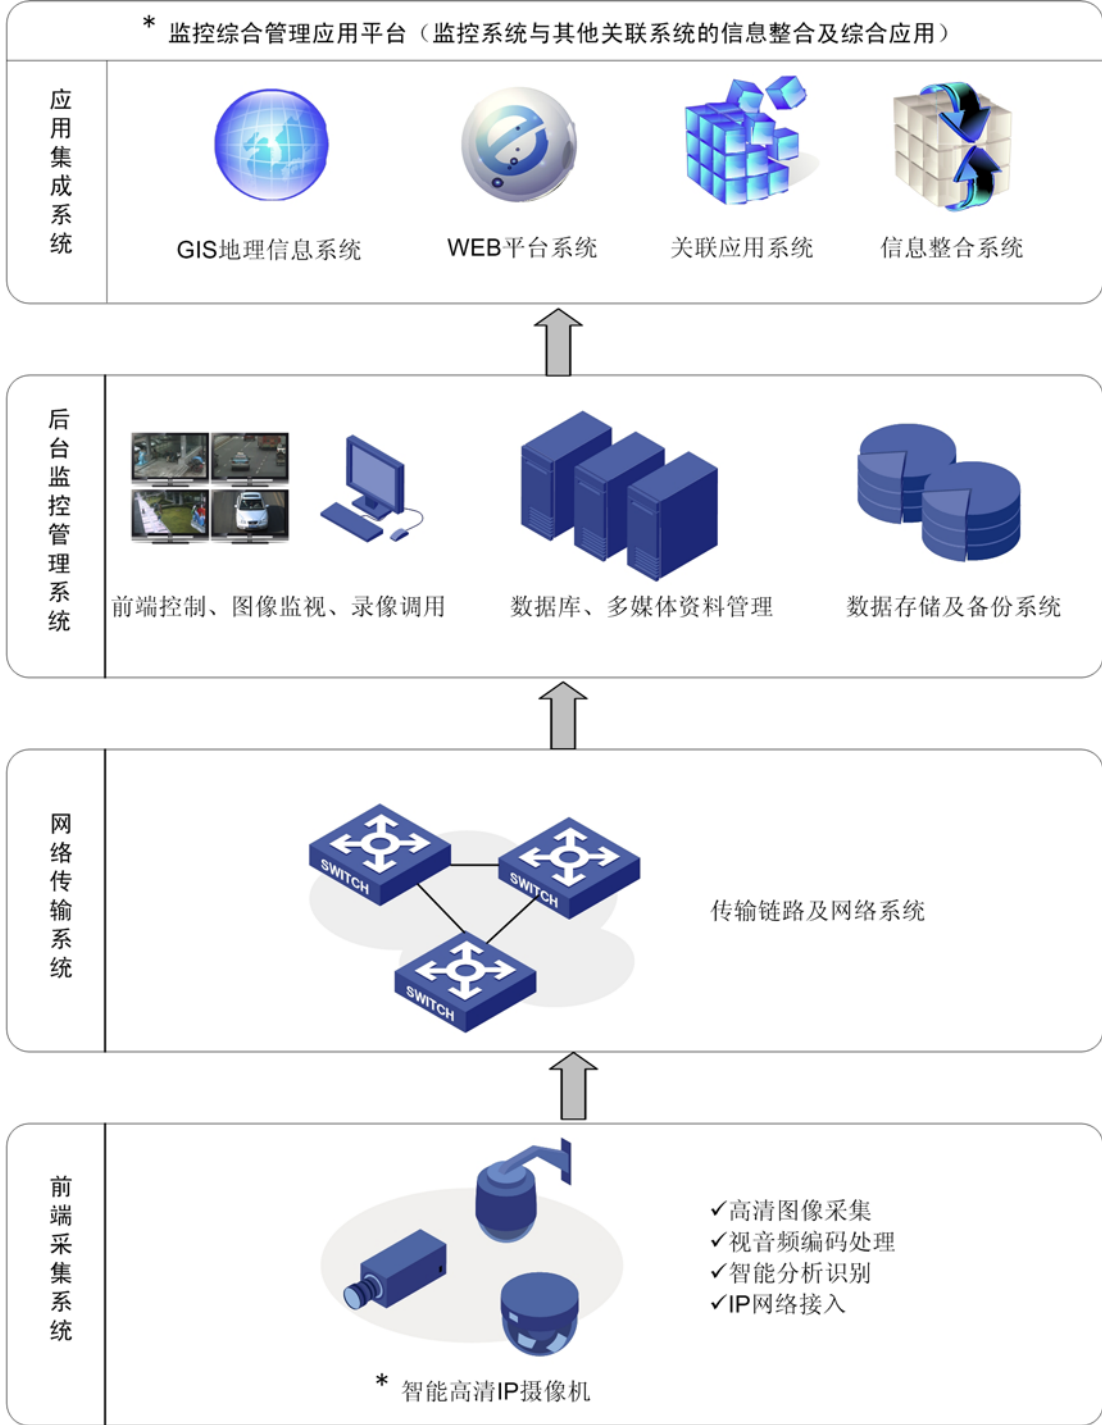 * 监控综合管理应用平台（监控系统与其他关联系统的信息整合及综合应用）
应用集成系统
GIS地理信息系统
WEB平台系统
关联应用系统
信息整合系统
后台监控管理系统
前端控制、图像监视、录像调用
数据库、多媒体资料管理
数据存储及备份系统
网络传输系统
SWITCH
SWITCH
SWITCH
传输链路及网络系统
前端采集系统
✓高清图像采集
✓视音频编码处理
✓智能分析识别
✓IP网络接入
* 智能高清IP摄像机